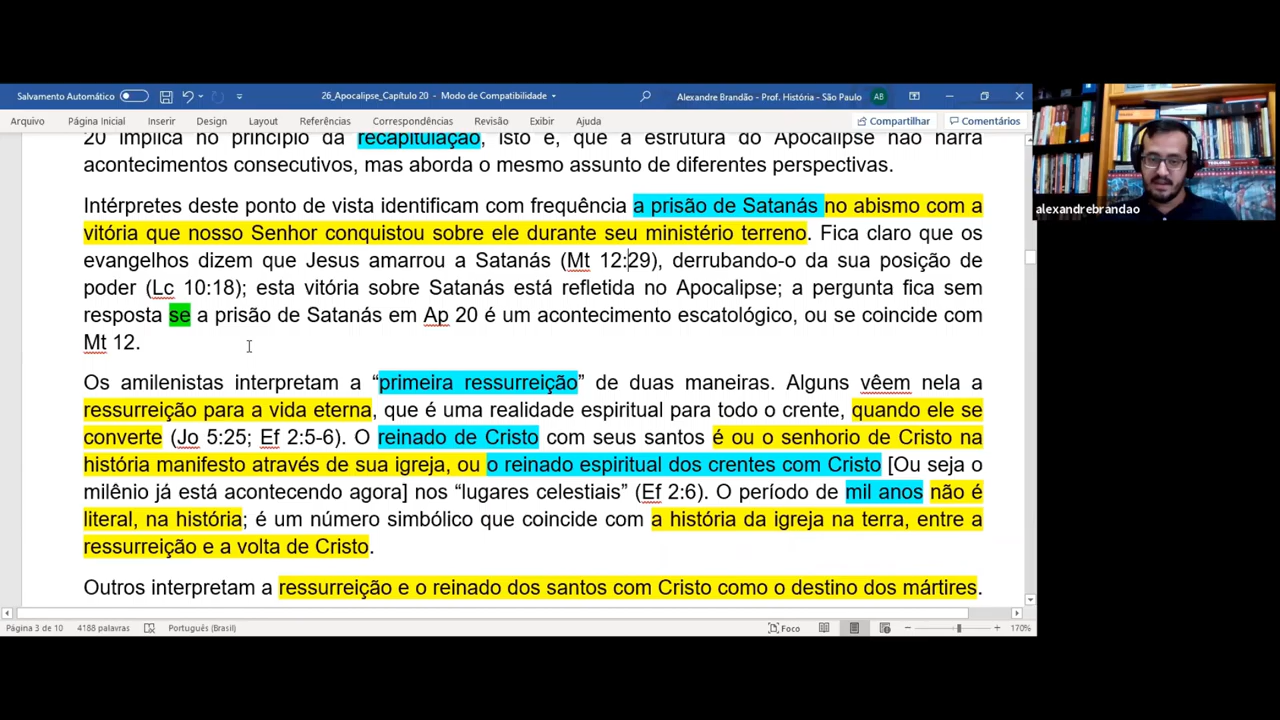 Salvamento Automático
26_Apocalipse_Capítulo 20 - Modo de Compatibilidade
Alexandre Brandão - Prof. História - São Paulo AB
Arquivo Página Inicial Inserir Design Layout Referências Correspondências Revisão Exibir Ajuda Compartilhar Comentários
20 implica no princípio da recapitulação, isto é, que a estrutura do Apocalipse não narra
acontecimentos consecutivos, mas aborda o mesmo assunto de diferentes perspectivas.
Intérpretes deste ponto de vista identificam com frequência a prisão de Satanás no abismo com a
vitória que nosso Senhor conquistou sobre ele durante seu ministério terreno. Fica claro que os
evangelhos dizem que Jesus amarrou a Satanás (Mt 12:29), derrubando-o da sua posição de
poder (Lc 10:18); esta vitória sobre Satanás está refletida no Apocalipse; a pergunta fica sem
resposta se a prisão de Satanás em Ap 20 é um acontecimento escatológico, ou se coincide com
Mt 12.
Os amilenistas interpretam a “primeira ressurreição” de duas maneiras. Alguns vêem nela a
ressurreição para a vida eterna, que é uma realidade espiritual para todo o crente, quando ele se
converte (Jo 5:25; Ef 2:5-6). O reinado de Cristo com seus santos é ou o senhorio de Cristo na
história manifesto através de sua igreja, ou o reinado espiritual dos crentes com Cristo [Ou seja o
milênio já está acontecendo agora] nos “lugares celestiais” (Ef 2:6). O período de mil anos não é
literal, na história; é um número simbólico que coincide com a história da igreja na terra, entre a
ressurreição e a volta de Cristo.
Outros interpretam a ressurreição e o reinado dos santos com Cristo como o destino dos mártires.
Página 3 de 10 4188 palavras Português (Brasil) Foco 170%
alexandrebrandao